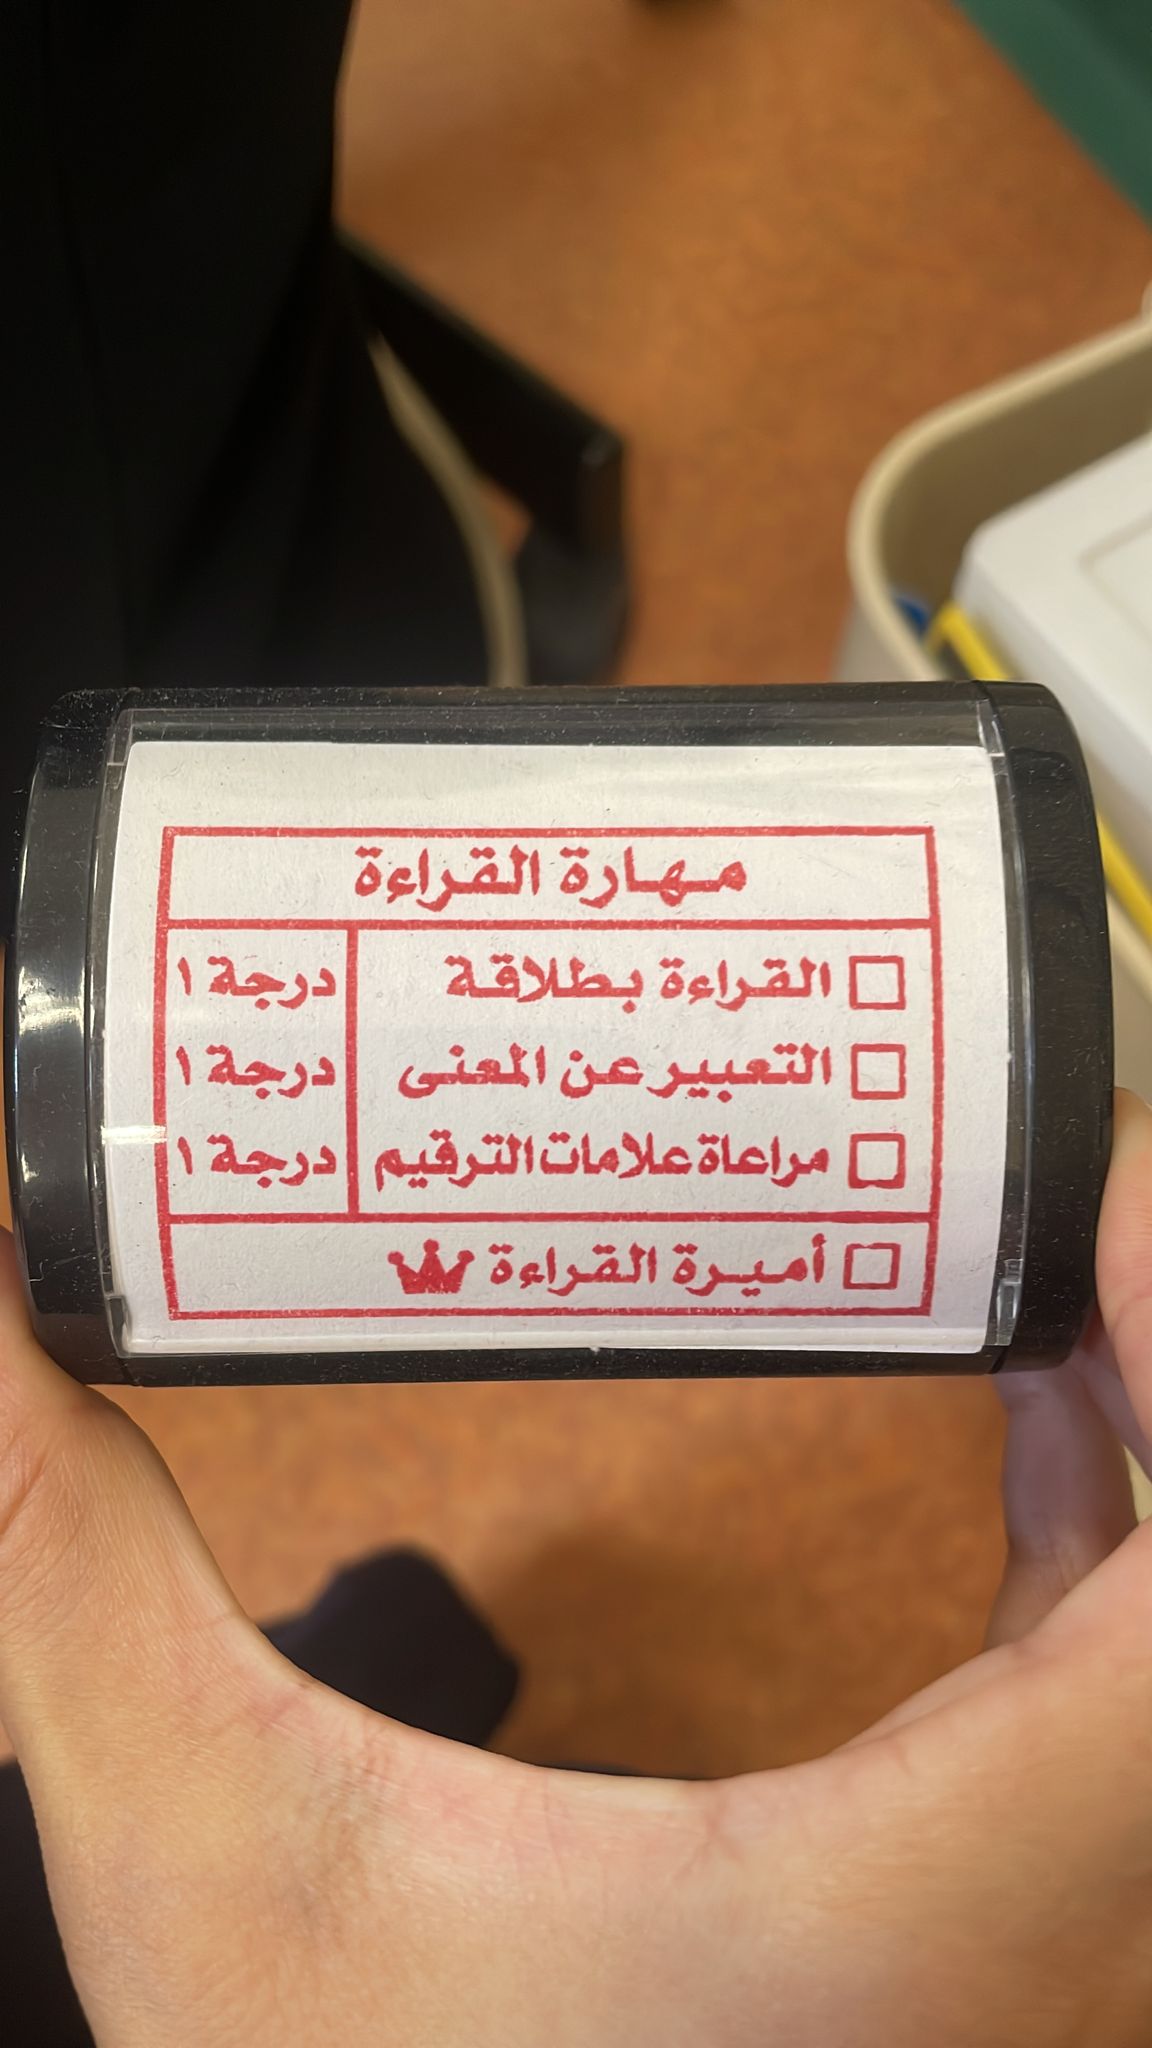 مهارة القراءة
القراءة بطلاقة درجة ١
التعبير عن المعنى درجة ١
مراعاة علامات الترقيم درجة ١
أميرة القراءة